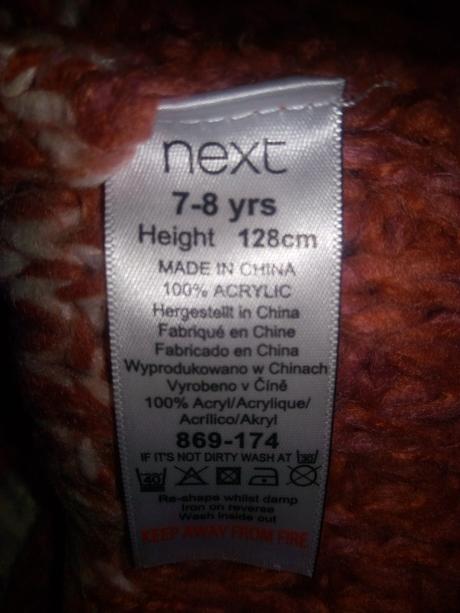 next
7-8 yrs
Height 128cm
MADE IN CHINA
100% ACRYLIC
Hergestellt in China
Fabriqué en Chine
Fabricado en China
Wyprodukowano w Chinach
Vyrobeno v Číně
100% Acryl/Acrylique/
Acrílico/Akryl
869-174
IF IT'S NOT DIRTY WASH AT 30
40
Re-shape whilst damp
Iron on reverse
Wash inside out
KEEP AWAY FROM FIRE